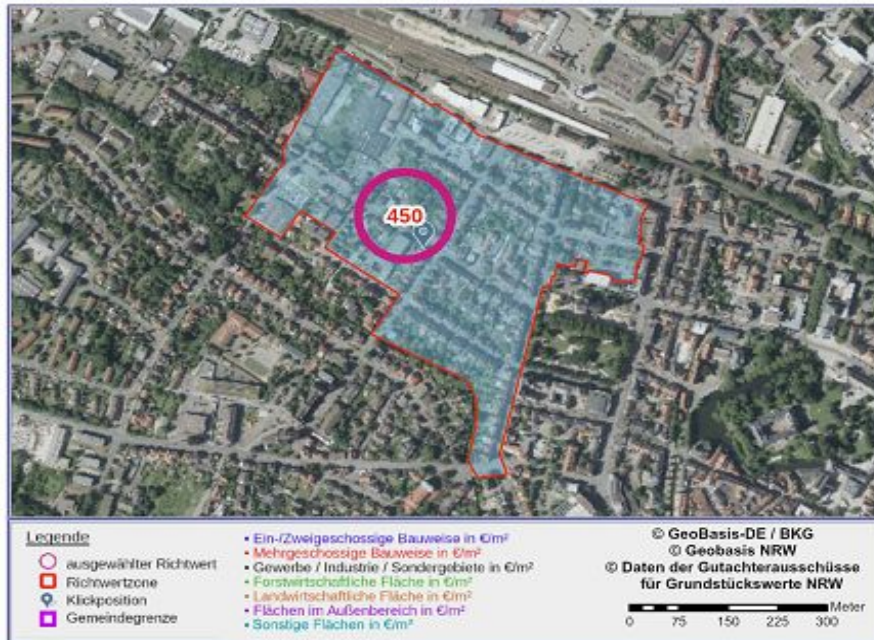 450
Legende
ausgewählter Richtwert
Richtwertzone
Klickposition
Gemeindegrenze
• Ein-/Zweigeschossige Bauweise in €/m²
• Mehrgeschossige Bauweise in €/m²
• Gewerbe / Industrie / Sondergebiete in €/m²
• Forstwirtschaftliche Fläche in €/m²
• Landwirtschaftliche Fläche in €/m²
• Flächen im Außenbereich in €/m²
• Sonstige Flächen in €/m²
© GeoBasis-DE / BKG
© Geobasis NRW
© Daten der Gutachterausschüsse
für Grundstückswerte NRW
Meter
0 75 150 225 300